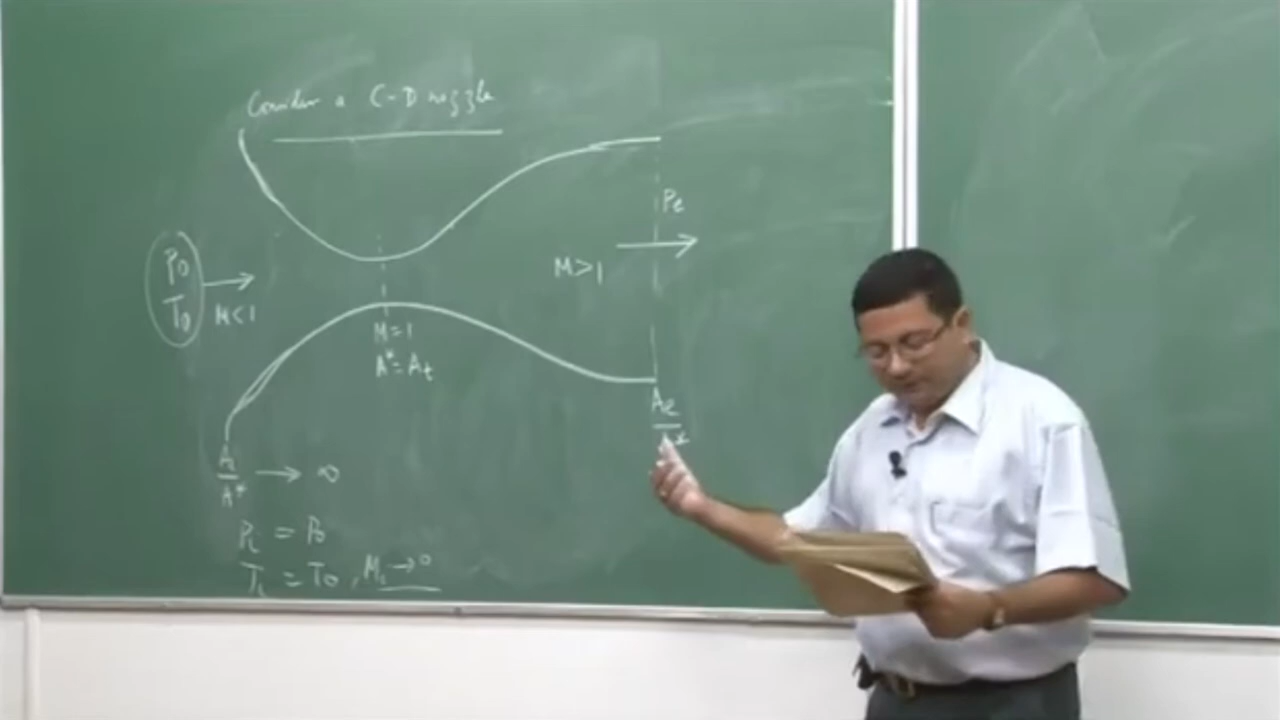 Consider a C-D nozzle
Pe
P0
T0
M<1
M>1
M=1
A*=At
Ae
A*
Ai
A* → ∞
Pi = P0
Ti = T0, Mi → 0